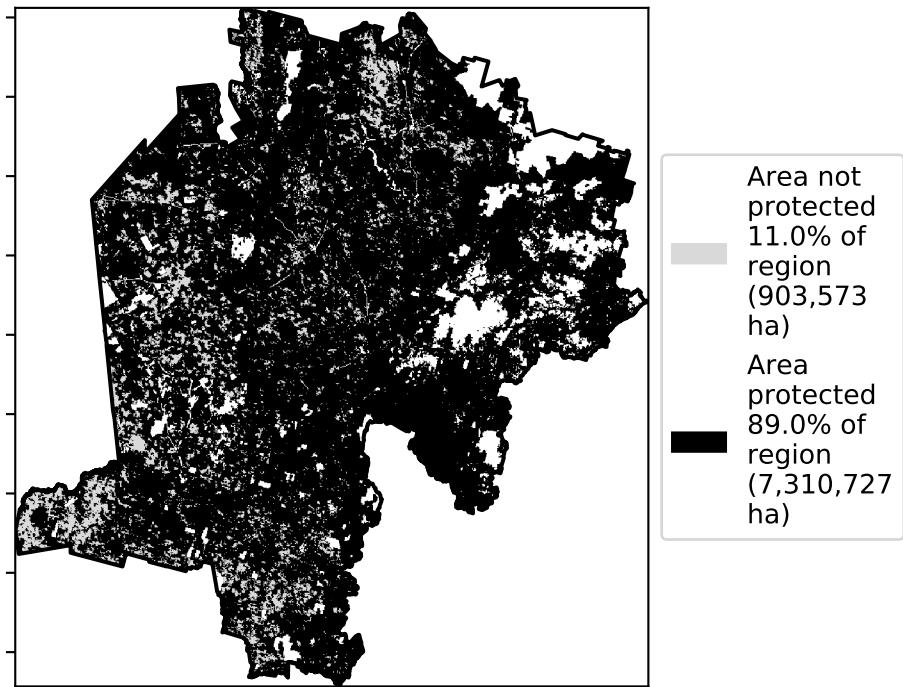 Area not
protected
11.0% of
region
(903,573
ha)
Area
protected
89.0% of
region
(7,310,727
ha)